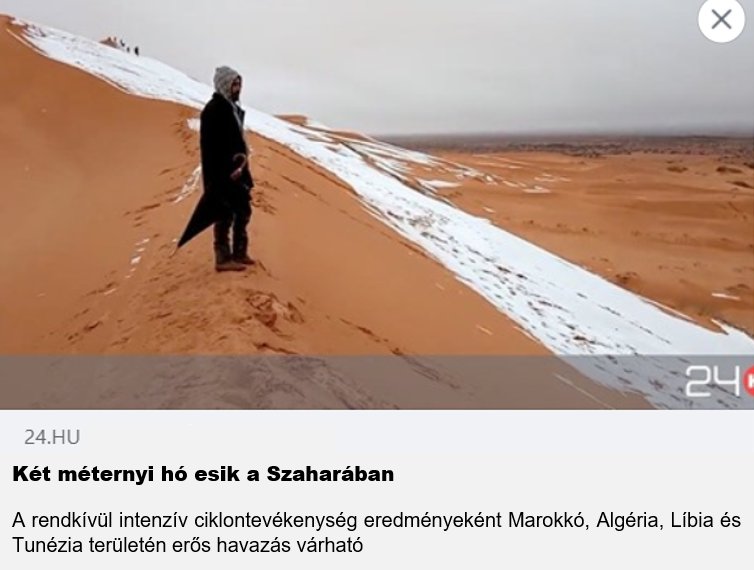 24
24.HU
Két méternyi hó esik a Szaharában
A rendkívül intenzív ciklontevékenység eredményeként Marokkó, Algéria, Líbia és
Tunézia területén erős havazás várható